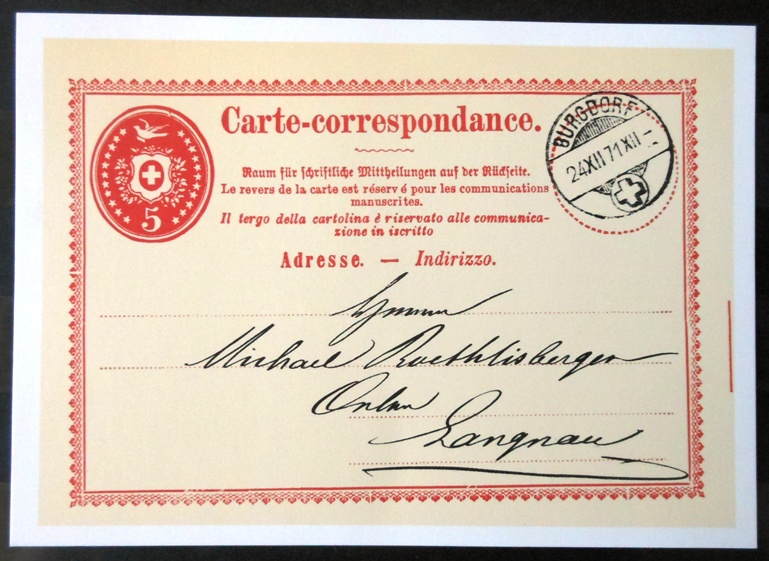 Carte-correspondance.
BURGDORF
24 XII 71 XII –
5
Raum für schriftliche Mittheilungen auf der Rückseite.
Le revers de la carte est réservé pour les communications
manuscrites.
Il tergo della cartolina è riservato alle communica-
zione in iscritto
Adresse. — Indirizzo.
Michael Roethlisberger
Langnau